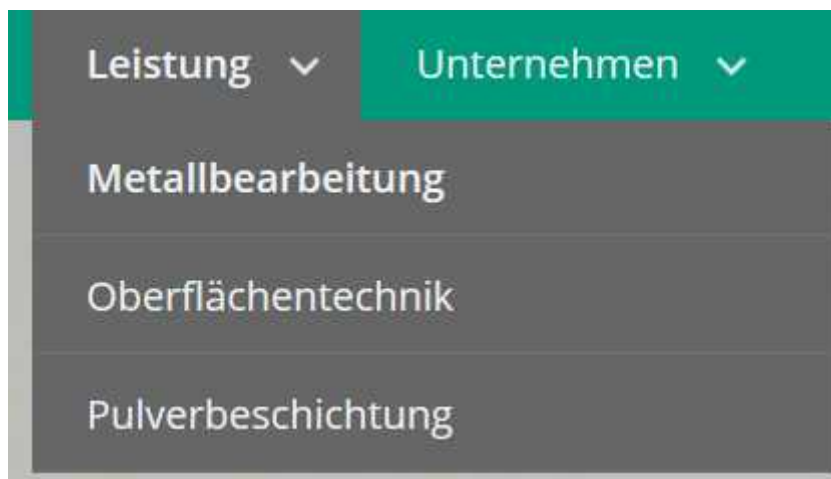 Leistung Unternehmen
Metallbearbeitung
Oberflächentechnik
Pulverbeschichtung